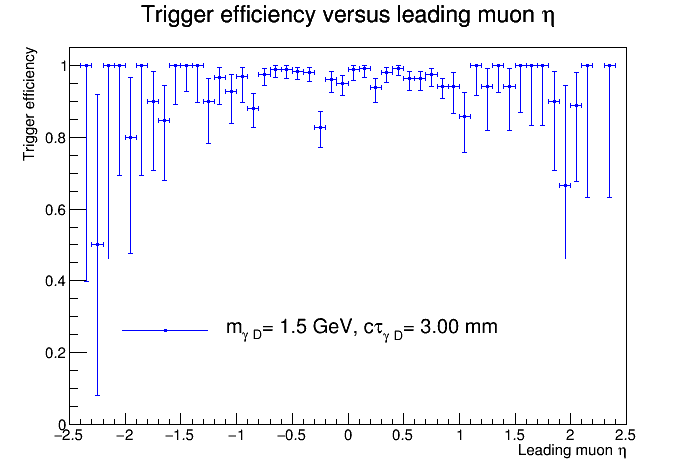 Trigger efficiency versus leading muon η
Trigger efficiency
1
0.8
0.6
0.4
0.2
0
m_γ D= 1.5 GeV, cτ_γ D= 3.00 mm
−2.5 −2 −1.5 −1 −0.5 0 0.5 1 1.5 2 2.5
Leading muon η